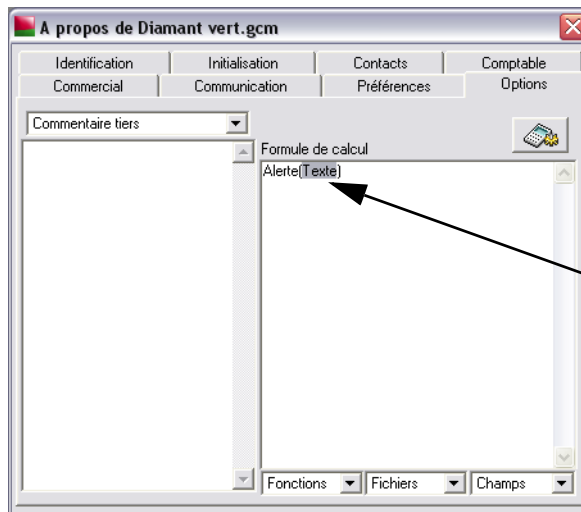 A propos de Diamant vert.gcm
Identification Initialisation Contacts Comptable
Commercial Communication Préférences Options
Commentaire tiers
Formule de calcul
Alerte(Texte)
Fonctions Fichiers Champs